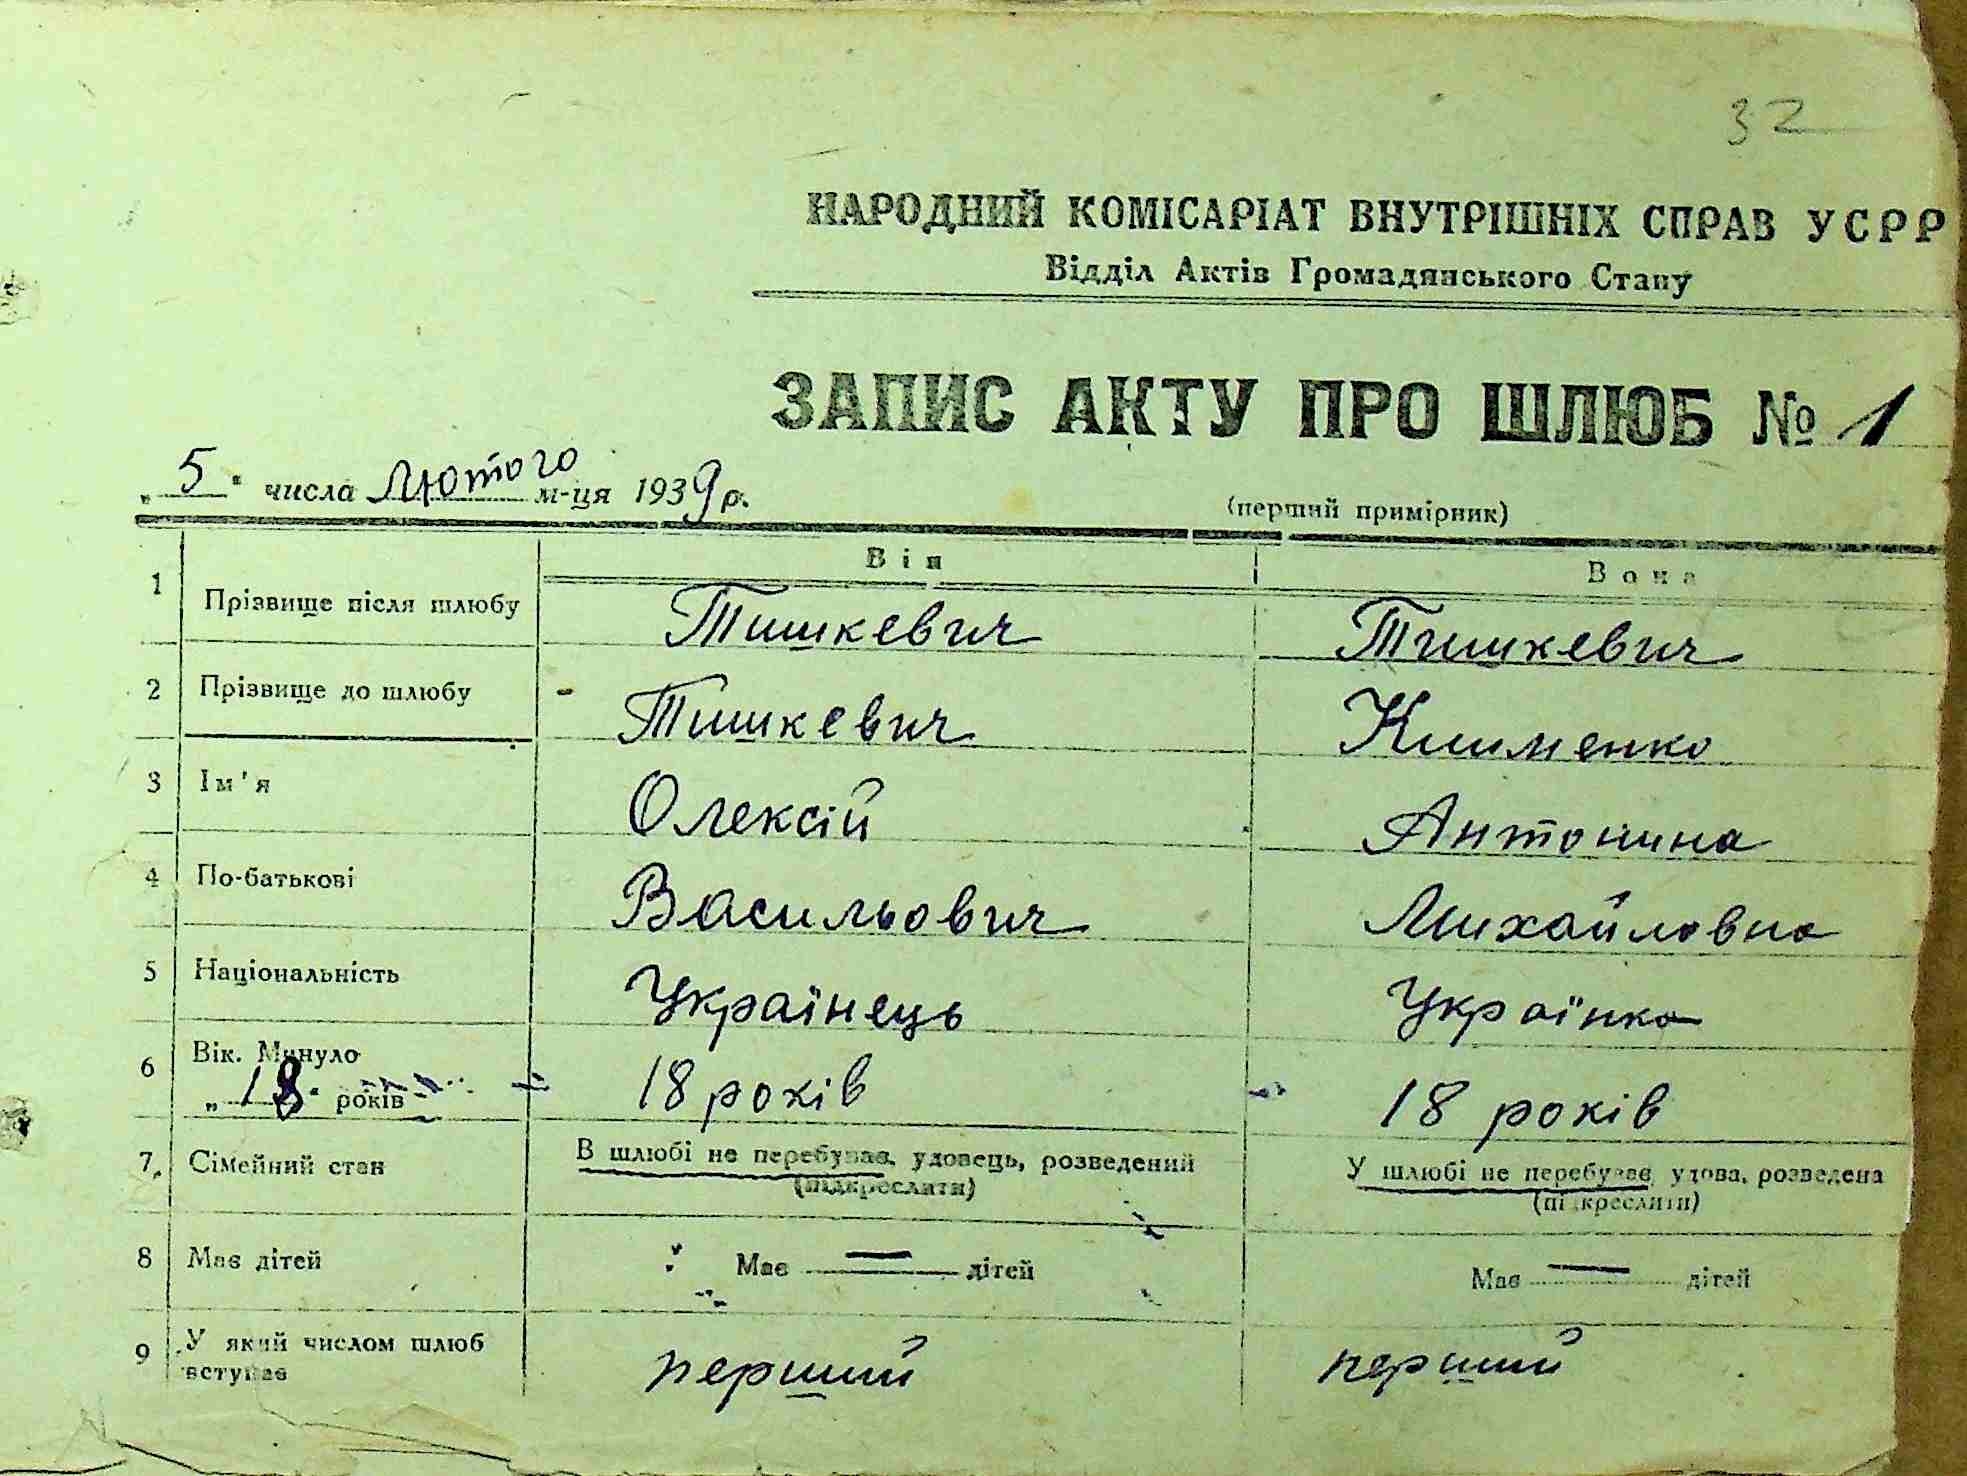 32
НАРОДНИЙ КОМІСАРІАТ ВНУТРІШНІХ СПРАВ УСРР
Відділ Актів Громадянського Стану
ЗАПИС АКТУ ПРО ШЛЮБ № 1
„5“ числа Лютого м-ця 1939 р.
(перший примірник)
Він Вона
1 Прізвище після шлюбу Тишкевич Тишкевич
2 Прізвище до шлюбу Тишкевич Клименко
3 Ім'я Олексій Антонина
4 По-батькові Васильович Михайловна
5 Національність Українець Українка
6 Вік. Минуло
„18“ років 18 років 18 років
7. Сімейний стан В шлюбі не перебував, удовець, розведений У шлюбі не перебуває, удова, розведена
(підкреслити) (підкреслити)
8 Має дітей Має — дітей Має — дітей
9 У який числом шлюб
вступає перший перший